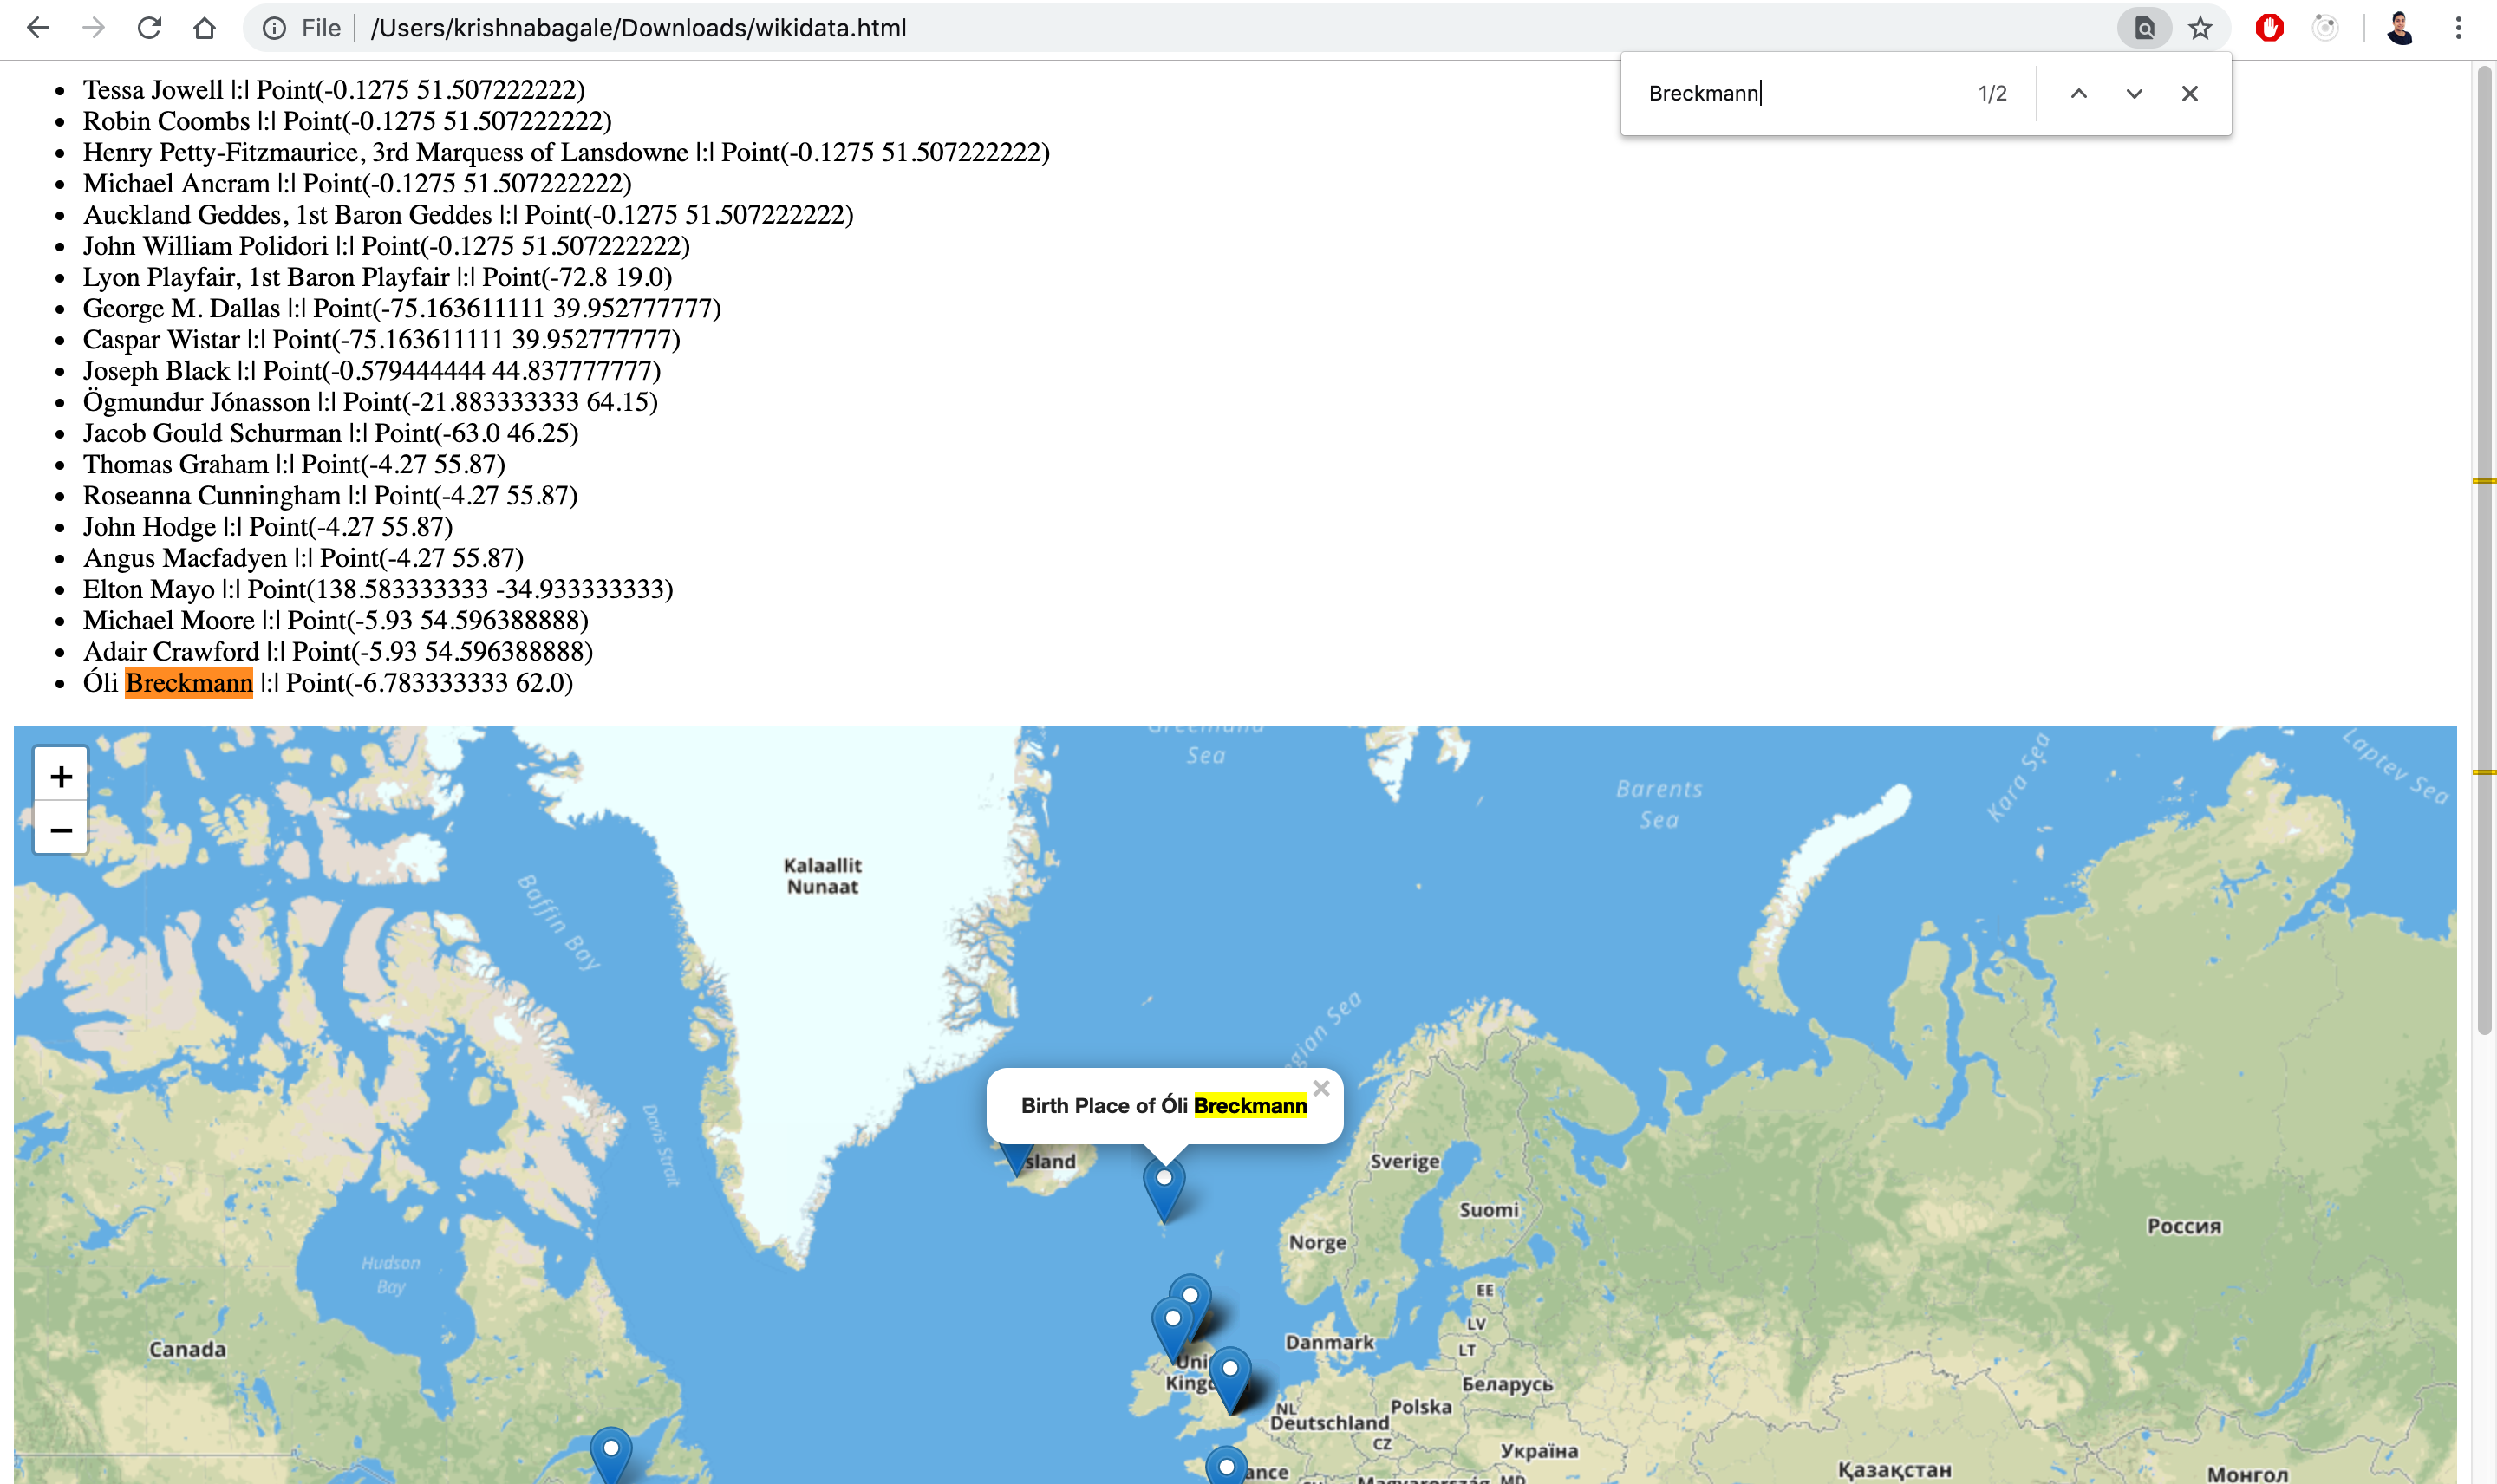 File | /Users/krishnabagale/Downloads/wikidata.html
Breckmann 1/2
• Tessa Jowell |:| Point(-0.1275 51.507222222)
• Robin Coombs |:| Point(-0.1275 51.507222222)
• Henry Petty-Fitzmaurice, 3rd Marquess of Lansdowne |:| Point(-0.1275 51.507222222)
• Michael Ancram |:| Point(-0.1275 51.507222222)
• Auckland Geddes, 1st Baron Geddes |:| Point(-0.1275 51.507222222)
• John William Polidori |:| Point(-0.1275 51.507222222)
• Lyon Playfair, 1st Baron Playfair |:| Point(-72.8 19.0)
• George M. Dallas |:| Point(-75.163611111 39.952777777)
• Caspar Wistar |:| Point(-75.163611111 39.952777777)
• Joseph Black |:| Point(-0.579444444 44.837777777)
• Ögmundur Jónasson |:| Point(-21.883333333 64.15)
• Jacob Gould Schurman |:| Point(-63.0 46.25)
• Thomas Graham |:| Point(-4.27 55.87)
• Roseanna Cunningham |:| Point(-4.27 55.87)
• John Hodge |:| Point(-4.27 55.87)
• Angus Macfadyen |:| Point(-4.27 55.87)
• Elton Mayo |:| Point(138.583333333 -34.933333333)
• Michael Moore |:| Point(-5.93 54.596388888)
• Adair Crawford |:| Point(-5.93 54.596388888)
• Óli Breckmann |:| Point(-6.783333333 62.0)
+
−
Sea
Barents
Sea
Kara Sea
Laptev Sea
Kalaallit
Nunaat
Baffin Bay
gian Sea
Birth Place of Óli Breckmann ×
Davis Strait
sland
Sverige
Suomi
Norge
Россия
Hudson
Bay
EE
LV
LT
Canada
Danmark
Uni
Kingd
Беларусь
NL
Polska
Deutschland
CZ
Україна
ance
Magyarország
MD
Қазақстан
Монгол